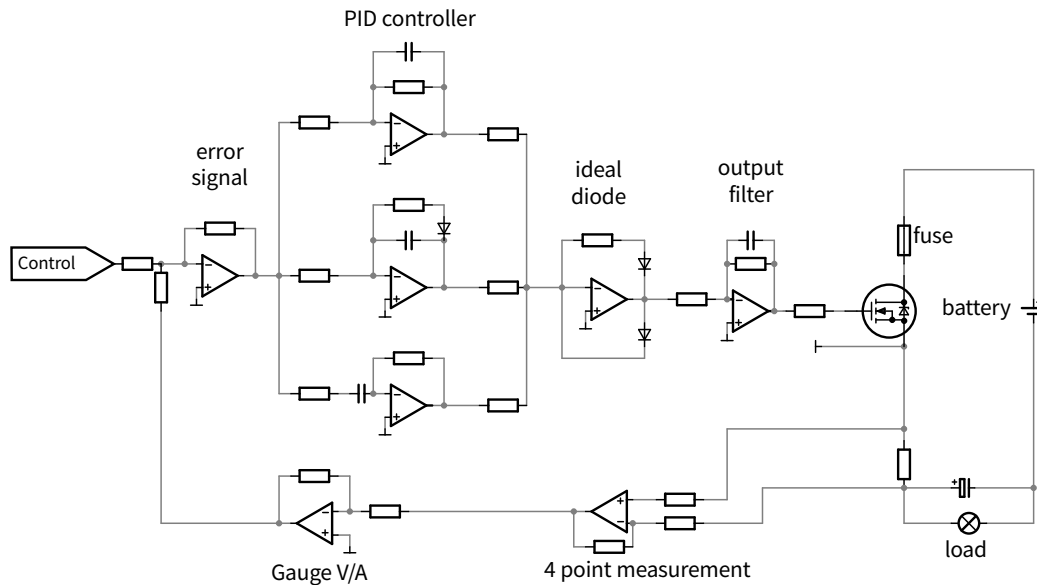 PID controller
error
signal
ideal
diode
output
filter
fuse
Control
battery
load
Gauge V/A
4 point measurement